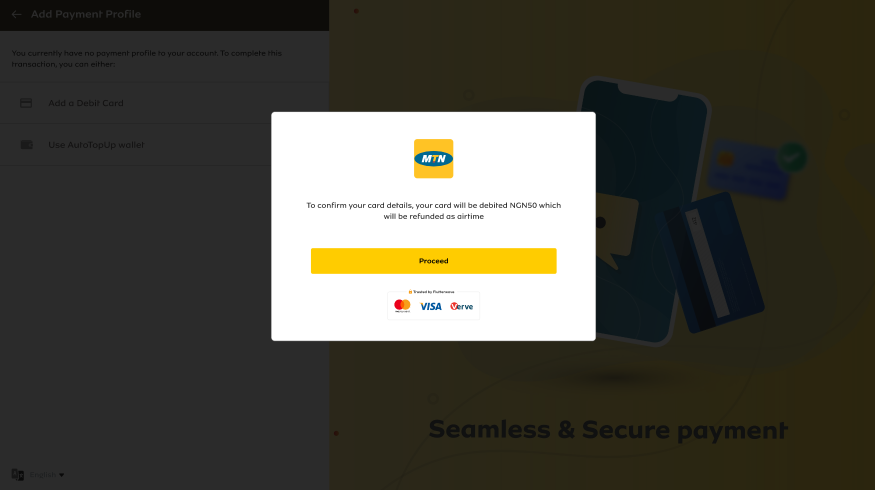 Add Payment Profile
You currently have no payment profile to your account. To complete this
transaction, you can either:
Add a Debit Card
Use AutoTopUp wallet
MTN
To confirm your card details, your card will be debited NGN50 which
will be refunded as airtime
Proceed
Trusted by Flutterwave
VISA
Verve
Seamless & Secure payment
English